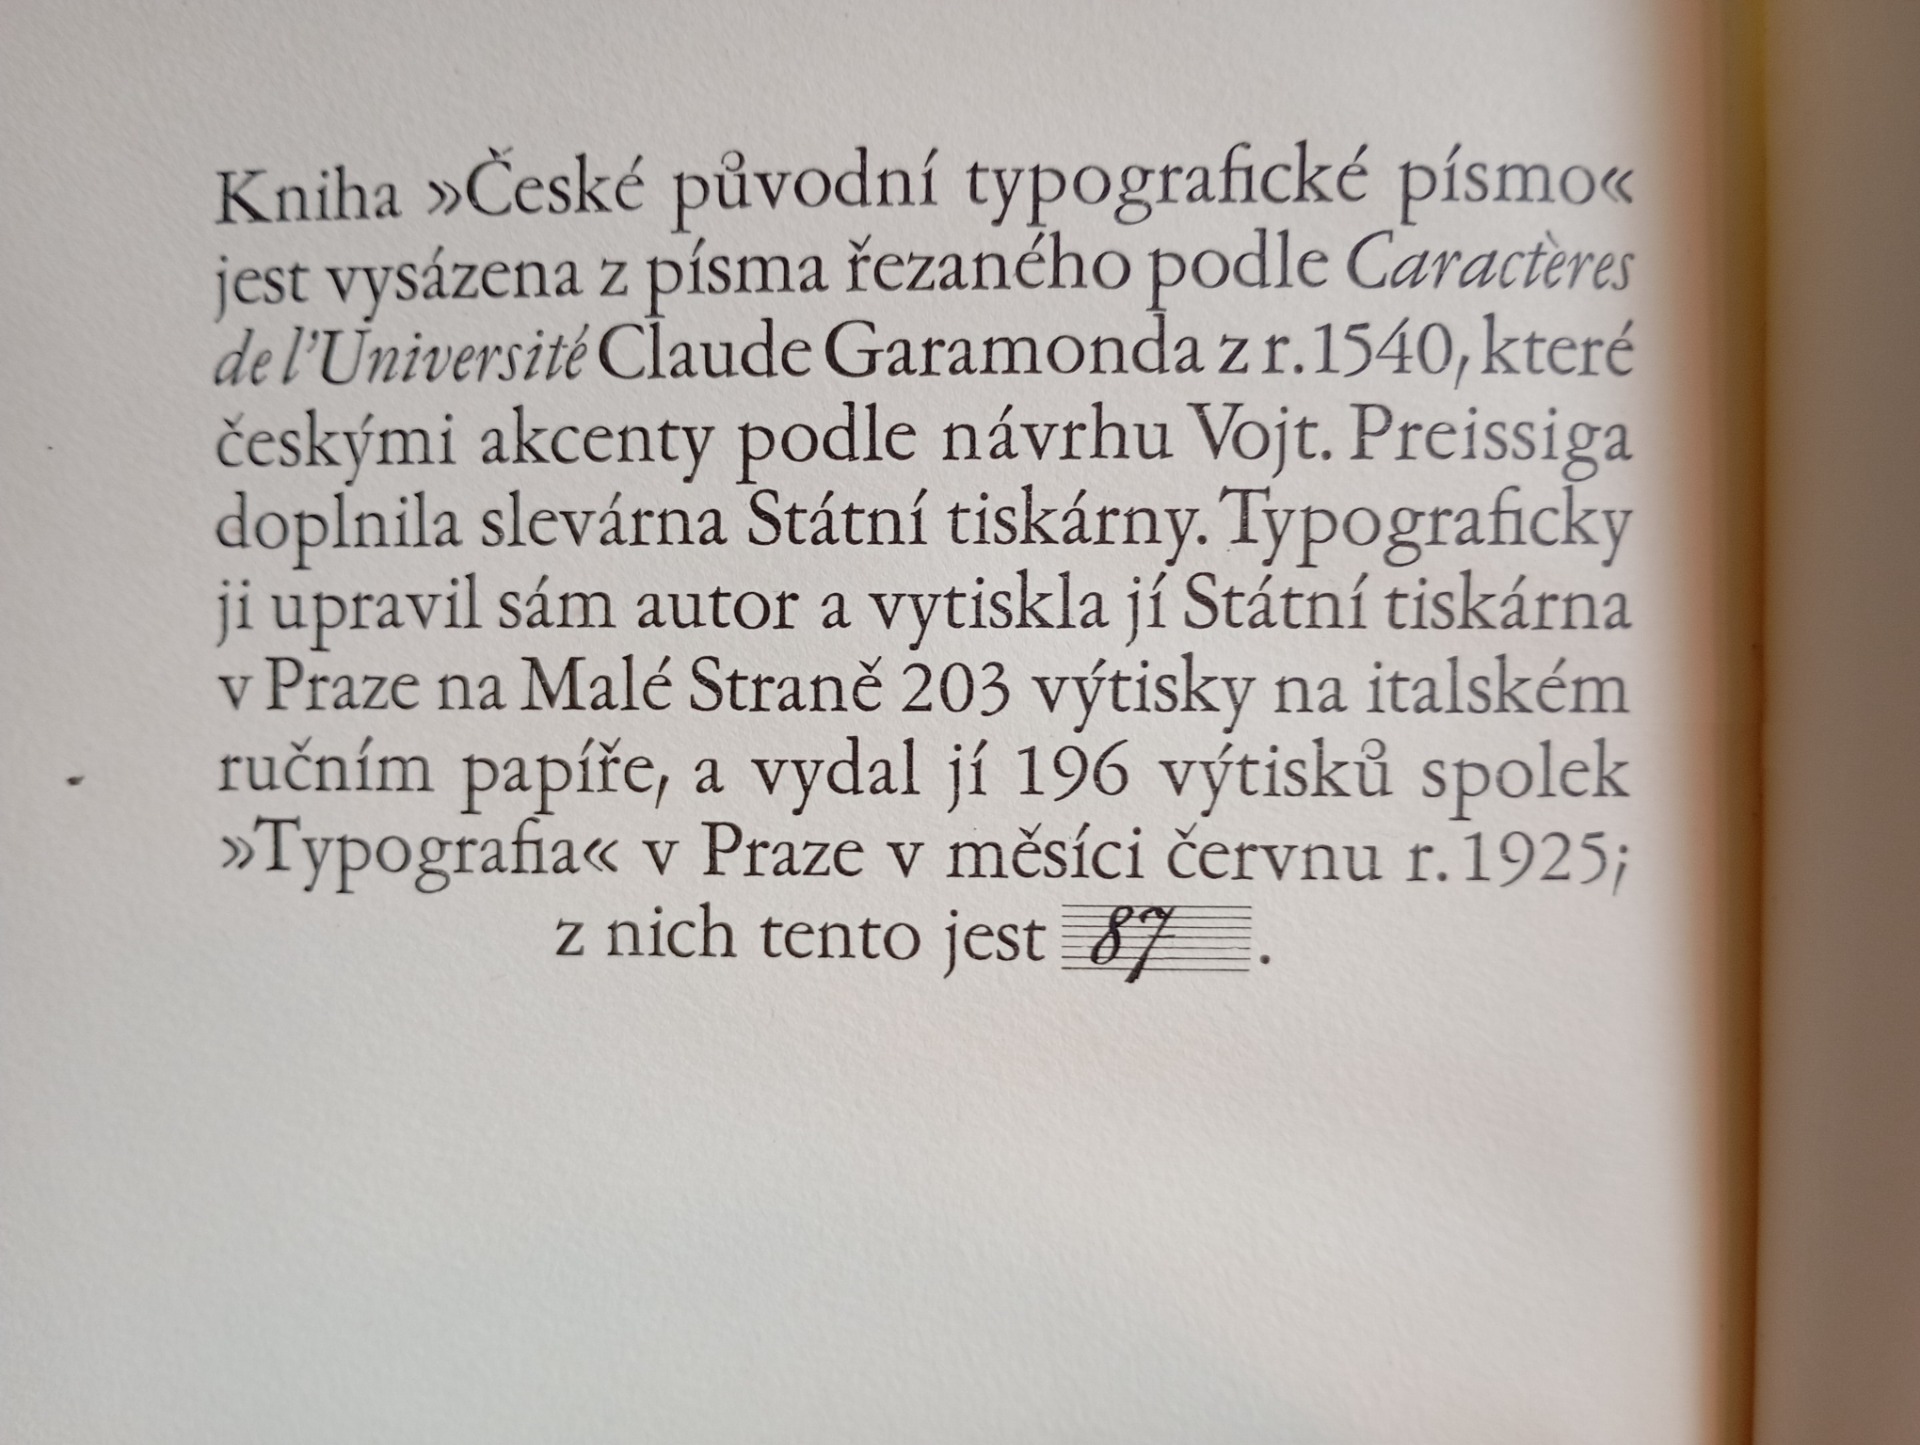 Kniha »České původní typografické písmo«
jest vysázena z písma řezaného podle Caractères
de l’Université Claude Garamonda z r. 1540, které
českými akcenty podle návrhu Vojt. Preissiga
doplnila slevárna Státní tiskárny. Typograficky
ji upravil sám autor a vytiskla jí Státní tiskárna
v Praze na Malé Straně 203 výtisky na italském
ručním papíře, a vydal jí 196 výtisků spolek
»Typografia« v Praze v měsíci červnu r. 1925;
z nich tento jest 87.